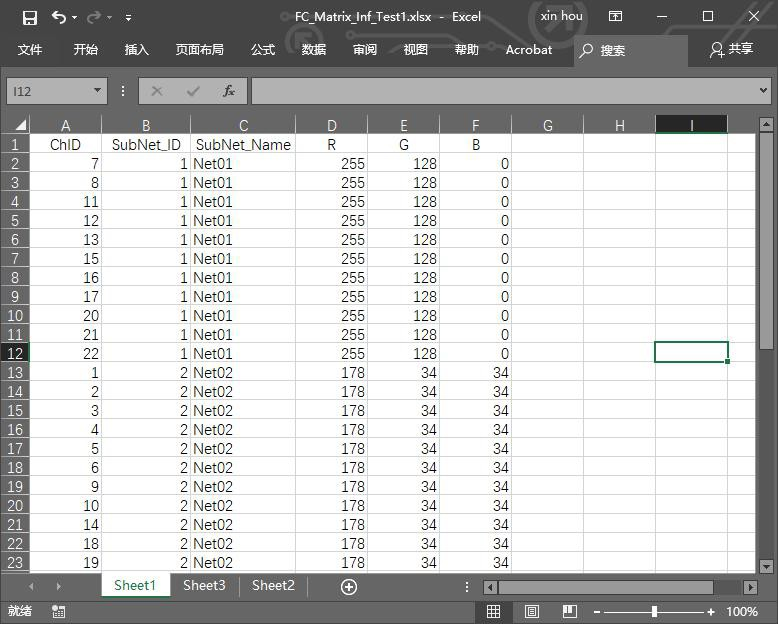 FC_Matrix_Inf_Test1.xlsx - Excel xin hou
文件 开始 插入 页面布局 公式 数据 审阅 视图 帮助 Acrobat 搜索 共享
I12 fx
A B C D E F G H I
1 ChID SubNet_ID SubNet_Name R G B
2 7 1 Net01 255 128 0
3 8 1 Net01 255 128 0
4 11 1 Net01 255 128 0
5 12 1 Net01 255 128 0
6 13 1 Net01 255 128 0
7 15 1 Net01 255 128 0
8 16 1 Net01 255 128 0
9 17 1 Net01 255 128 0
10 20 1 Net01 255 128 0
11 21 1 Net01 255 128 0
12 22 1 Net01 255 128 0
13 1 2 Net02 178 34 34
14 2 2 Net02 178 34 34
15 3 2 Net02 178 34 34
16 4 2 Net02 178 34 34
17 5 2 Net02 178 34 34
18 6 2 Net02 178 34 34
19 9 2 Net02 178 34 34
20 10 2 Net02 178 34 34
21 14 2 Net02 178 34 34
22 18 2 Net02 178 34 34
23 19 2 Net02 178 34 34
Sheet1 Sheet3 Sheet2
就绪 100%